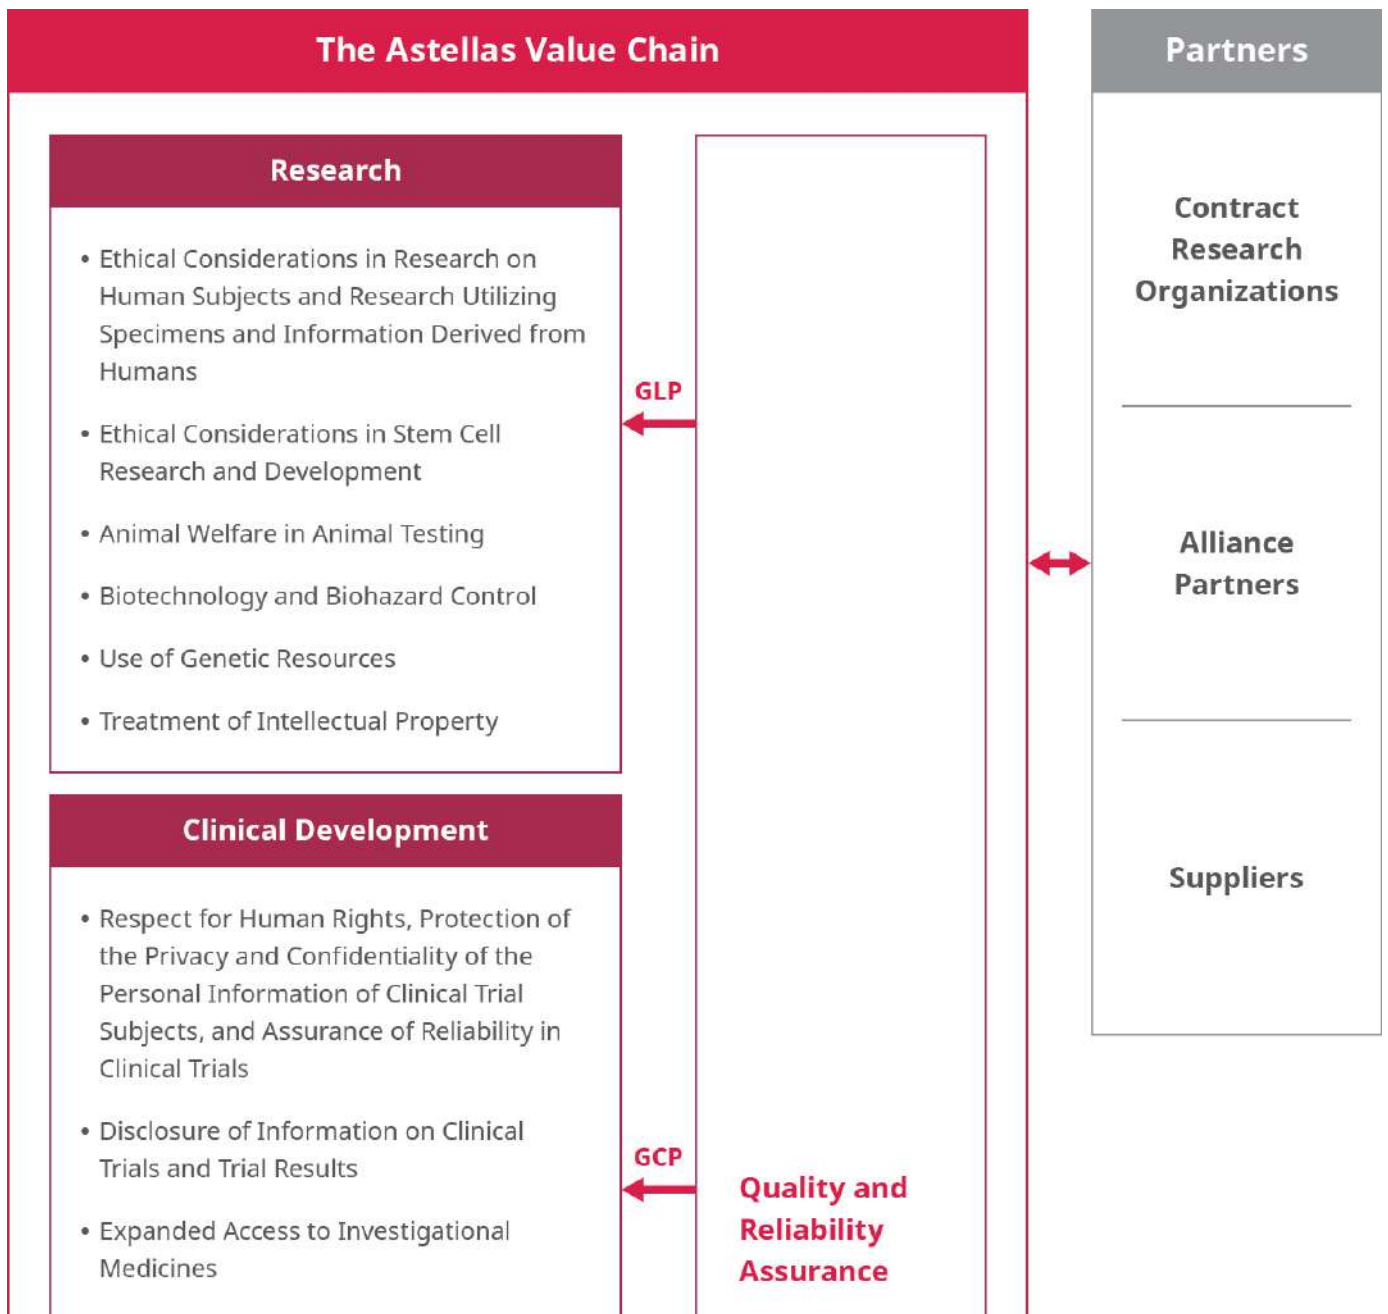 The Astellas Value Chain
Research
• Ethical Considerations in Research on
Human Subjects and Research Utilizing
Specimens and Information Derived from
Humans
• Ethical Considerations in Stem Cell
Research and Development
• Animal Welfare in Animal Testing
• Biotechnology and Biohazard Control
• Use of Genetic Resources
• Treatment of Intellectual Property
GLP
Clinical Development
• Respect for Human Rights, Protection of
the Privacy and Confidentiality of the
Personal Information of Clinical Trial
Subjects, and Assurance of Reliability in
Clinical Trials
• Disclosure of Information on Clinical
Trials and Trial Results
• Expanded Access to Investigational
Medicines
GCP
Quality and
Reliability
Assurance
Partners
Contract
Research
Organizations
Alliance
Partners
Suppliers